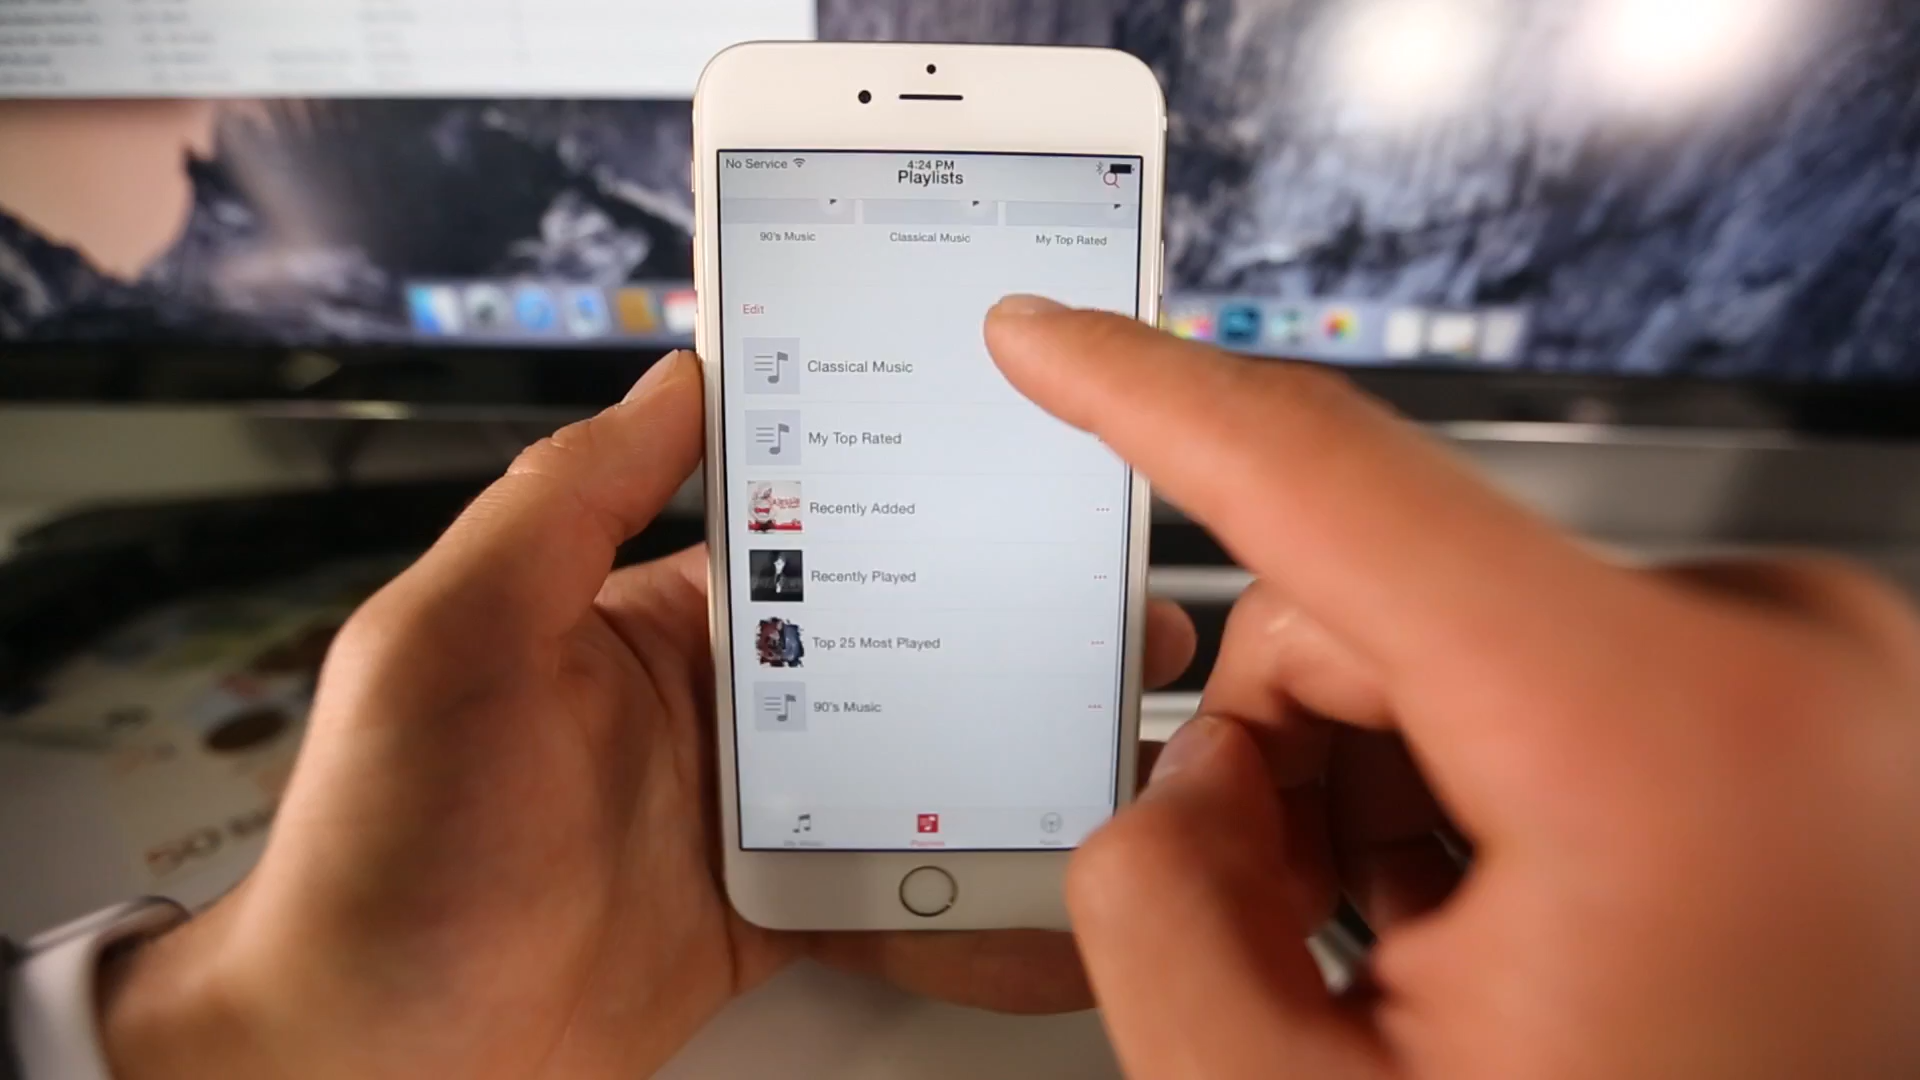 No Service
4:24 PM
Playlists
90's Music
Classical Music
My Top Rated
Edit
Classical Music
My Top Rated
Recently Added
Recently Played
Top 25 Most Played
90's Music
Playlists